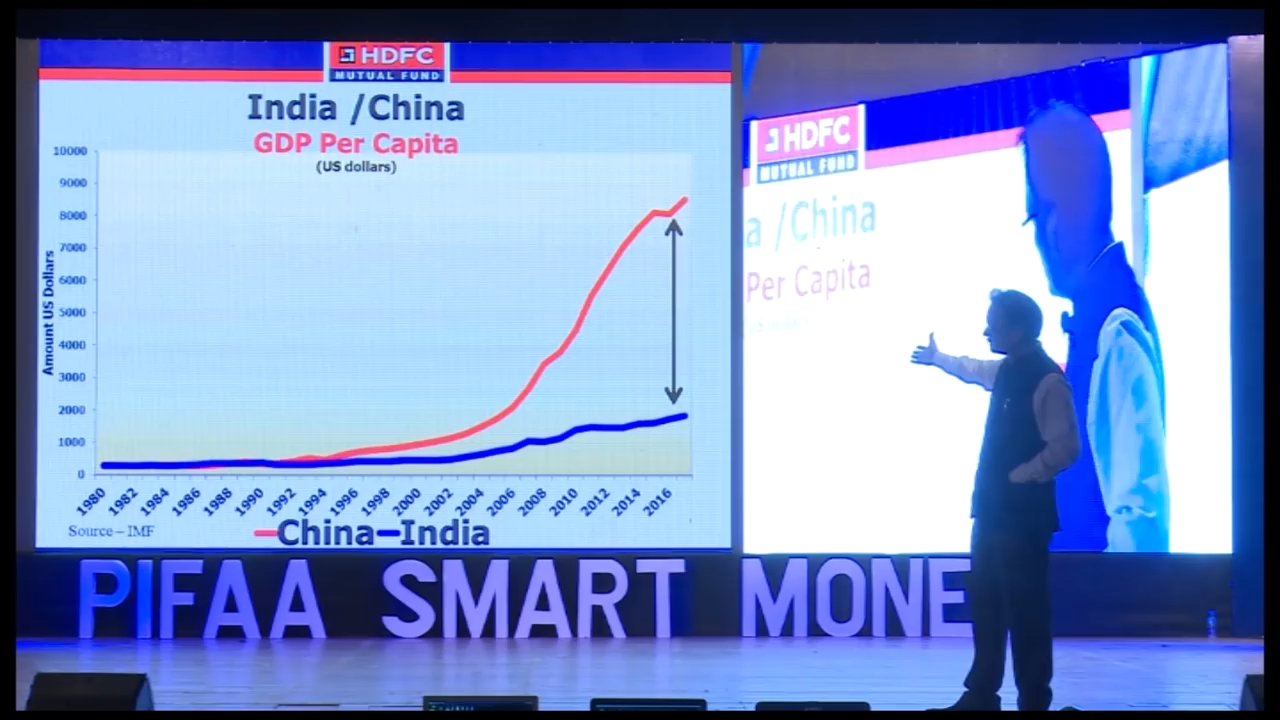 HDFC
MUTUAL FUND
India /China
GDP Per Capita
(US dollars)
Amount US Dollars
10000
9000
8000
7000
6000
5000
4000
3000
2000
1000
0
1980 1982 1984 1986 1988 1990 1992 1994 1996 1998 2000 2002 2004 2006 2008 2010 2012 2014 2016
Source – IMF
China India
HDFC
MUTUAL FUND
a /China
Per Capita
PIFAA SMART MONE